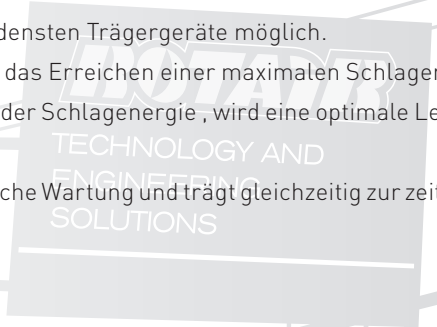 densten Trägergeräte möglich.
das Erreichen einer maximalen Schlagen
der Schlagenergie , wird eine optimale Le
che Wartung und trägt gleichzeitig zur zeit
ROTAIR
TECHNOLOGY AND
ENGINEERING
SOLUTIONS